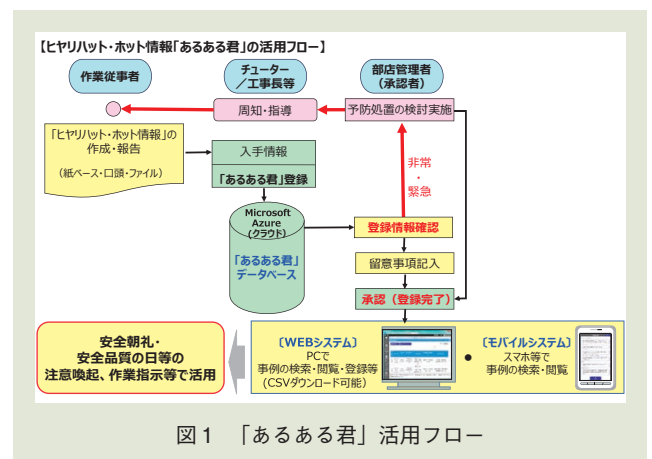 【ヒヤリハット・ホット情報「あるある君」の活用フロー】
作業従事者
チューター
／工事長等
部店管理者
（承認者）
周知・指導
予防処置の検討実施
「ヒヤリハット・ホット情報」の
作成・報告
（紙ベース・口頭・ファイル）
入手情報
「あるある君」登録
非常
・
緊急
Microsoft
Azure
(クラウド)
「あるある君」
データベース
登録情報確認
留意事項記入
承認（登録完了）
安全朝礼・
安全品質の日等の
注意喚起、作業指示等で活用
〔WEBシステム〕
PCで
事例の検索・閲覧・登録等
（CSVダウンロード可能）
〔モバイルシステム〕
スマホ等で
事例の検索・閲覧
図１　「あるある君」活用フロー